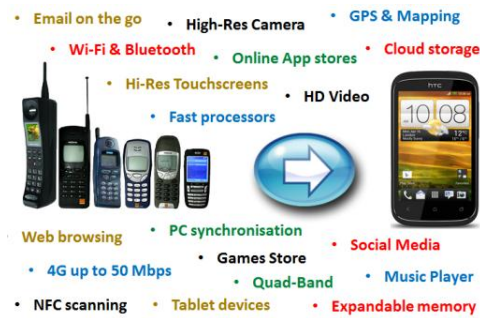 Email on the go
High-Res Camera
GPS & Mapping
Wi-Fi & Bluetooth
Online App stores
Cloud storage
Hi-Res Touchscreens
HD Video
Fast processors
htc
10:08
Web browsing
PC synchronisation
Games Store
Social Media
4G up to 50 Mbps
Quad-Band
Music Player
NFC scanning
Tablet devices
Expandable memory